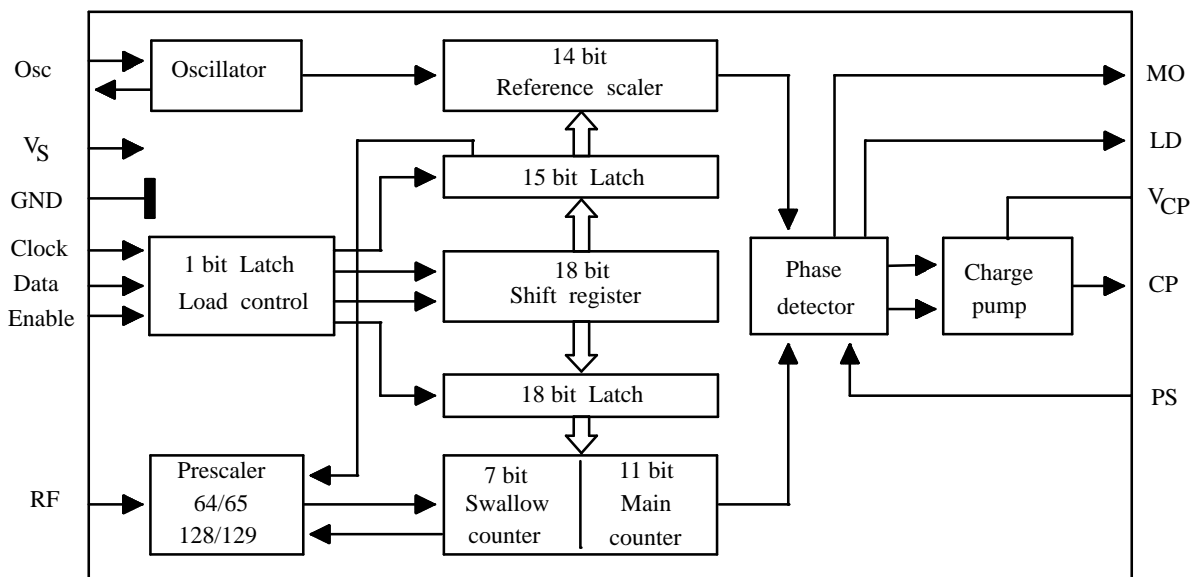 Osc
Oscillator
14 bit
Reference scaler
MO
VS
15 bit Latch
LD
GND
VCP
Clock
Data
Enable
1 bit Latch
Load control
18 bit
Shift register
Phase
detector
Charge
pump
CP
18 bit Latch
PS
RF
Prescaler
64/65
128/129
7 bit
Swallow
counter
11 bit
Main
counter